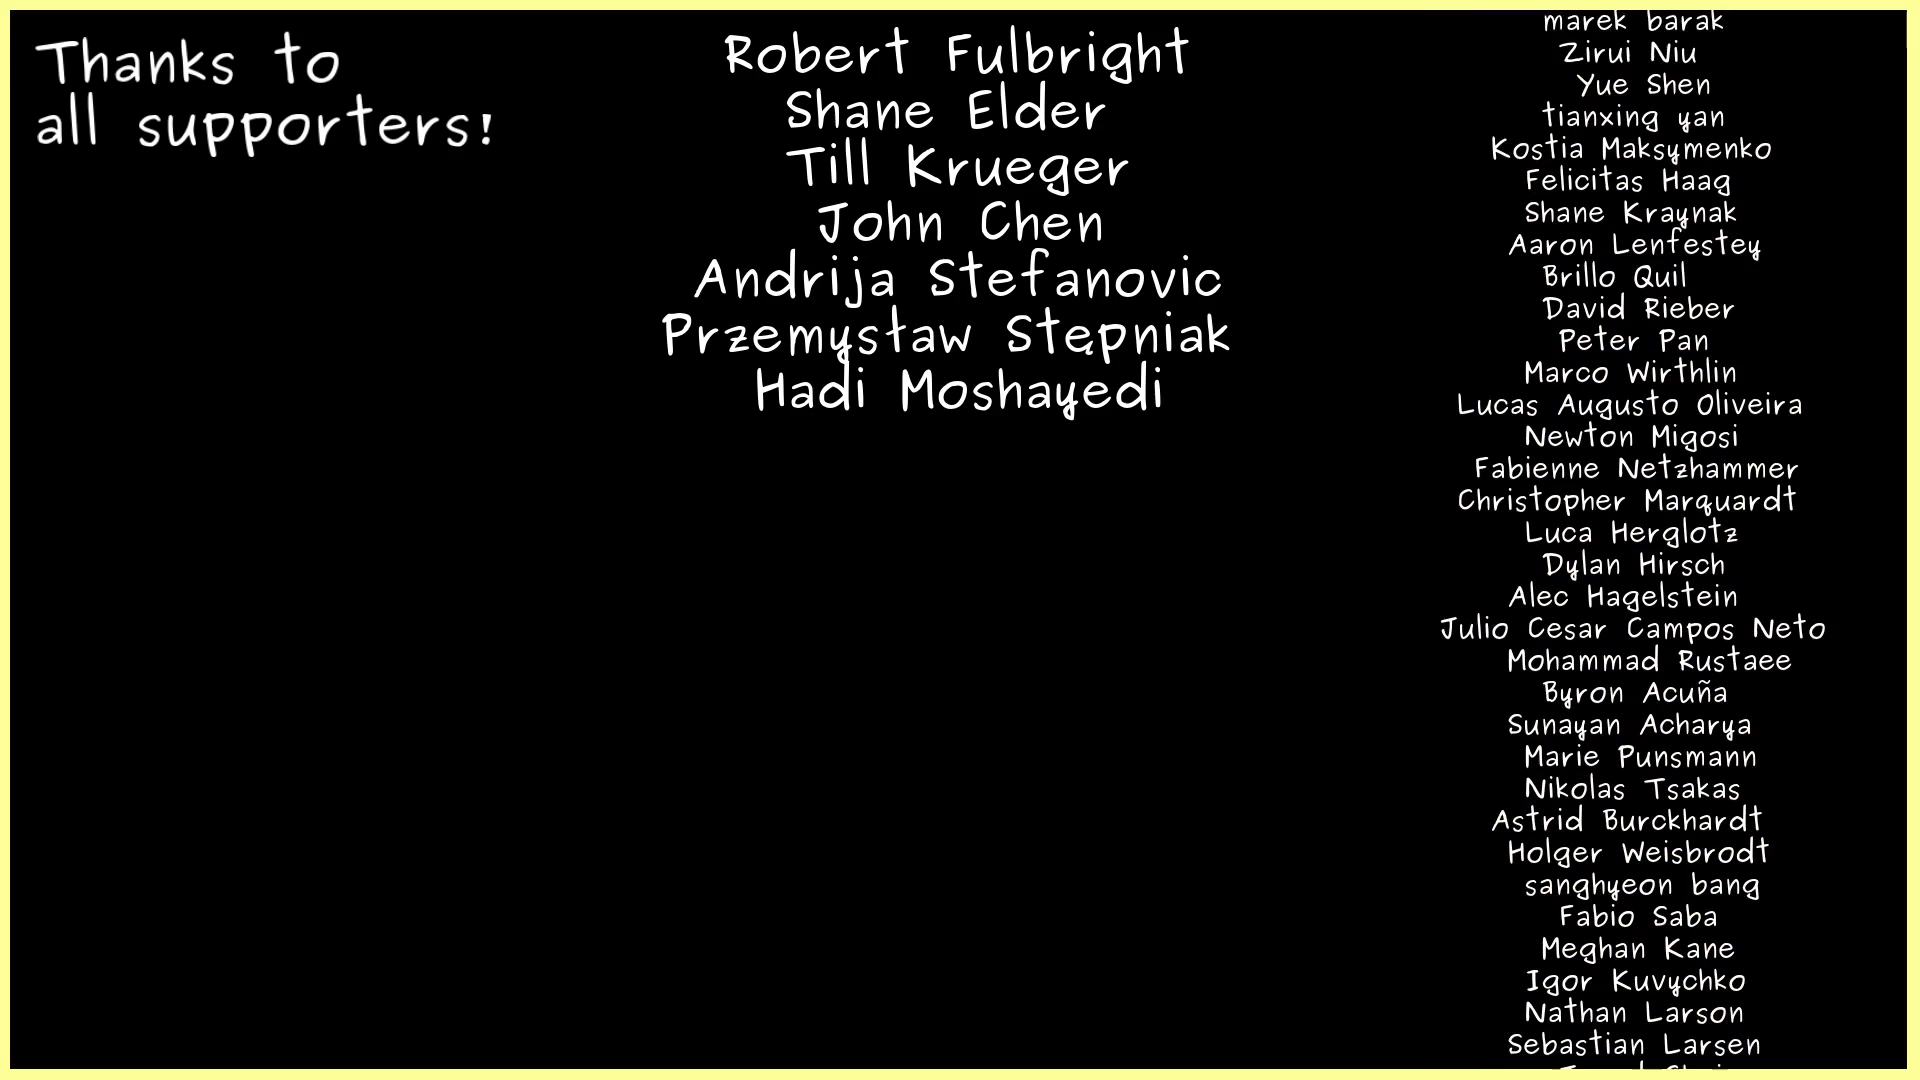 Thanks to
all supporters!
Robert Fulbright
Shane Elder
Till Krueger
John Chen
Andrija Stefanovic
Przemysław Stępniak
Hadi Moshayedi
marek barak
Zirui Niu
Yue Shen
tianxing yan
Kostia Maksymenko
Felicitas Haag
Shane Kraynak
Aaron Lenfestey
Brillo Quil
David Rieber
Peter Pan
Marco Wirthlin
Lucas Augusto Oliveira
Newton Migosi
Fabienne Netzhammer
Christopher Marquardt
Luca Herglotz
Dylan Hirsch
Alec Hagelstein
Julio Cesar Campos Neto
Mohammad Rustaee
Byron Acuña
Sunayan Acharya
Marie Punsmann
Nikolas Tsakas
Astrid Burckhardt
Holger Weisbrodt
sanghyeon bang
Fabio Saba
Meghan Kane
Igor Kuvychko
Nathan Larson
Sebastian Larsen